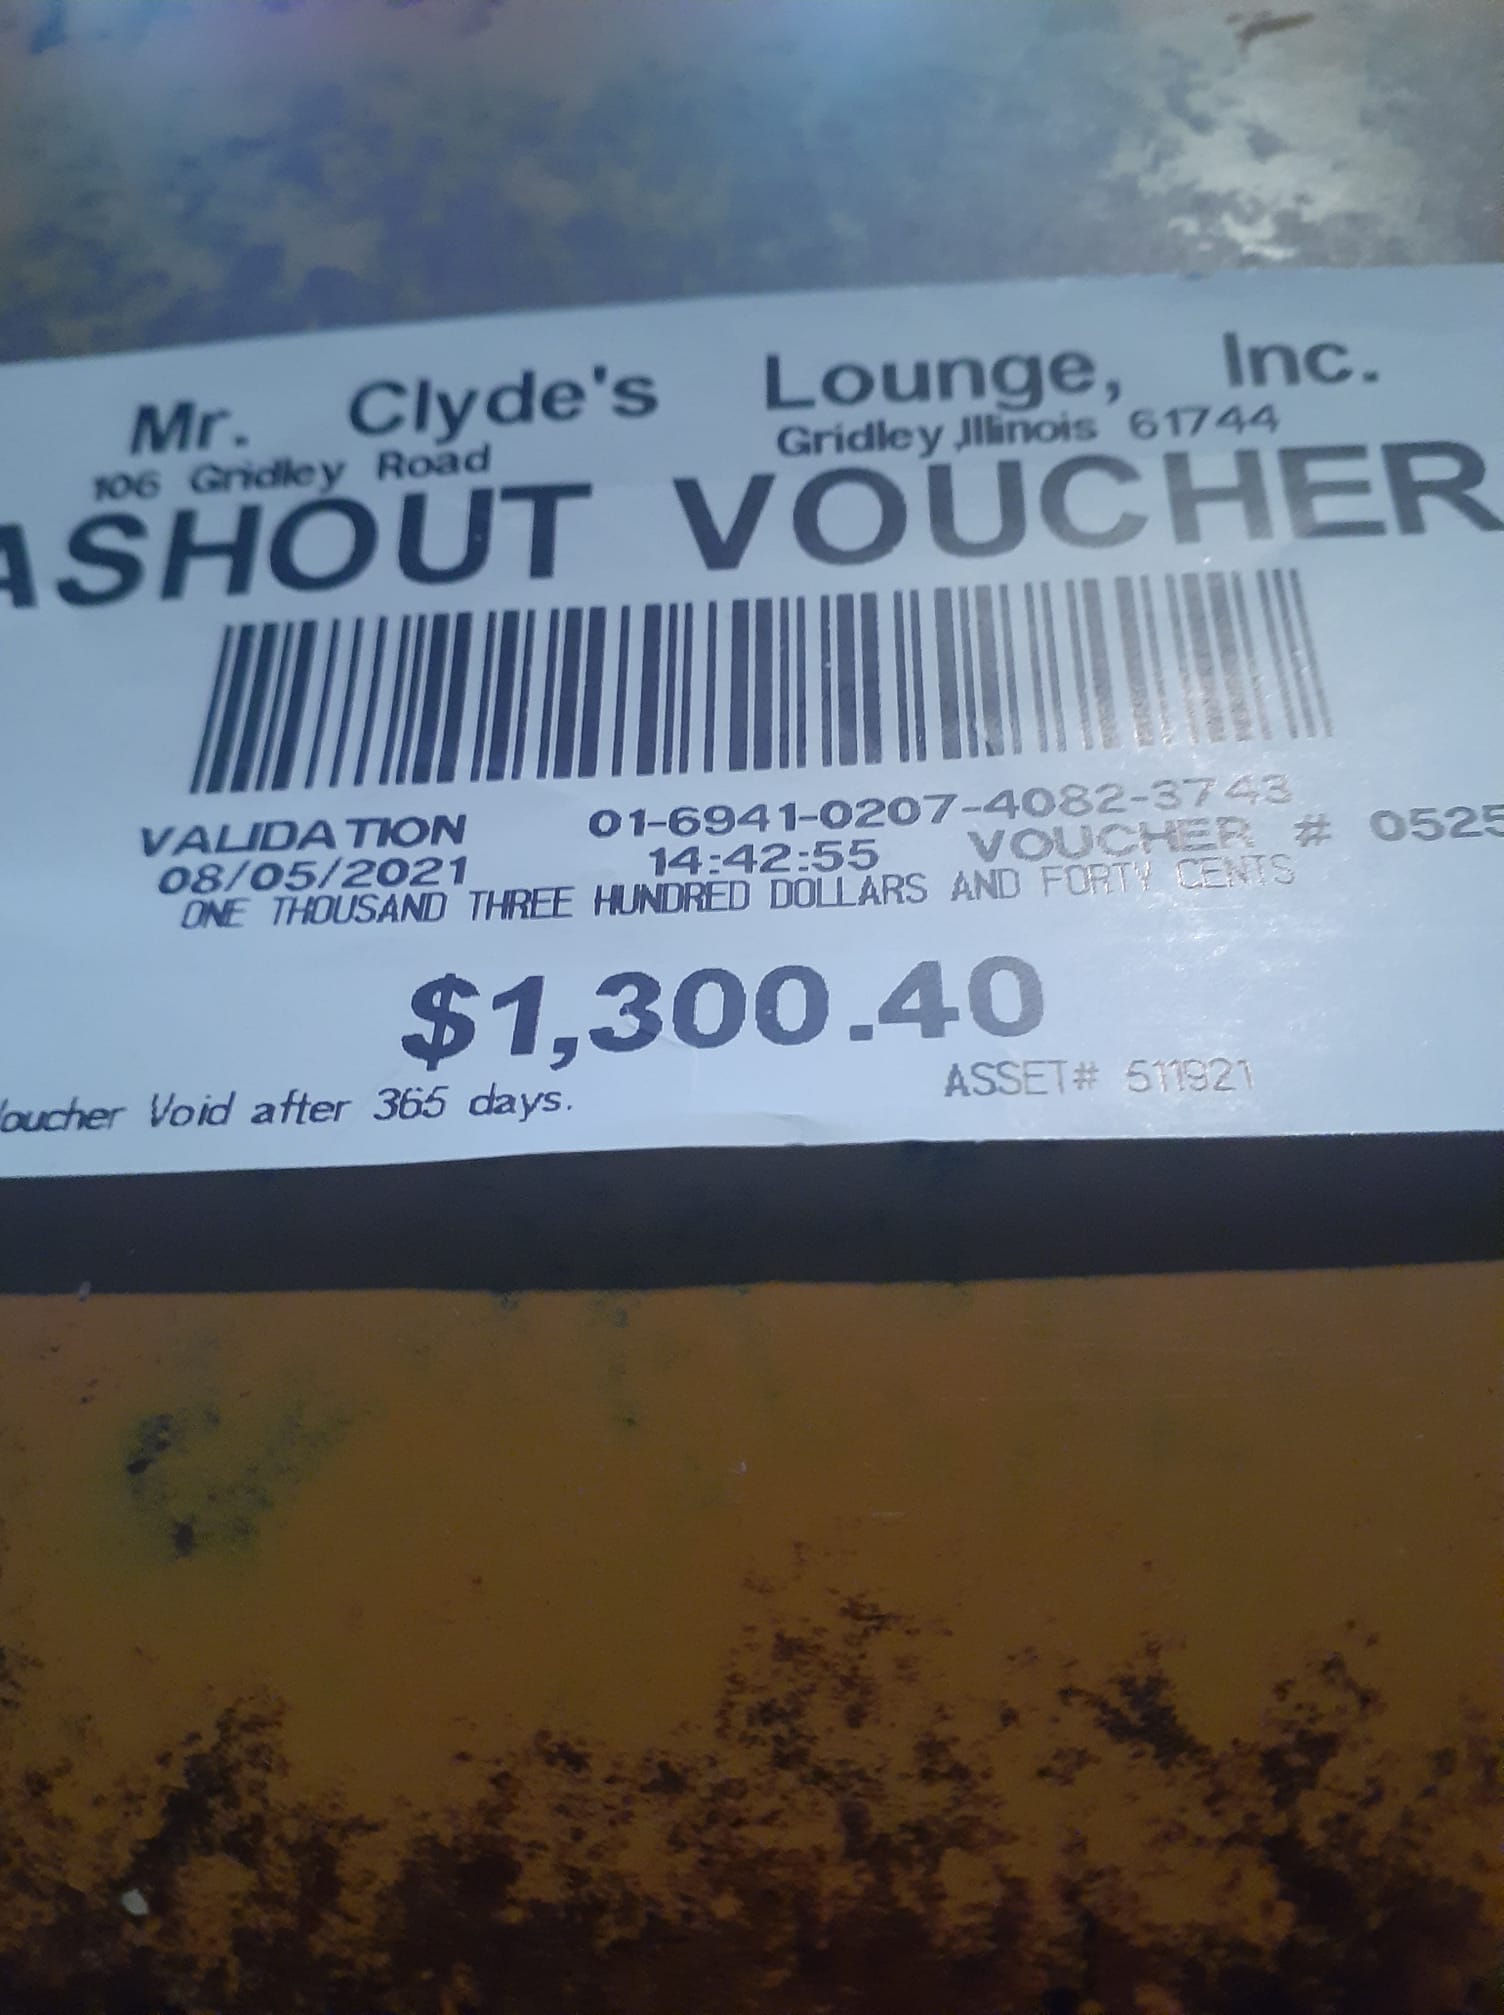 Mr. Clyde's Lounge, Inc.
106 Gridley Road Gridley ,Illinois 61744
ASHOUT VOUCHER
VALIDATION 01-6941-0207-4082-3743
08/05/2021 14:42:55 VOUCHER # 0525
ONE THOUSAND THREE HUNDRED DOLLARS AND FORTY CENTS
$1,300.40
oucher Void after 365 days. ASSET# 511921